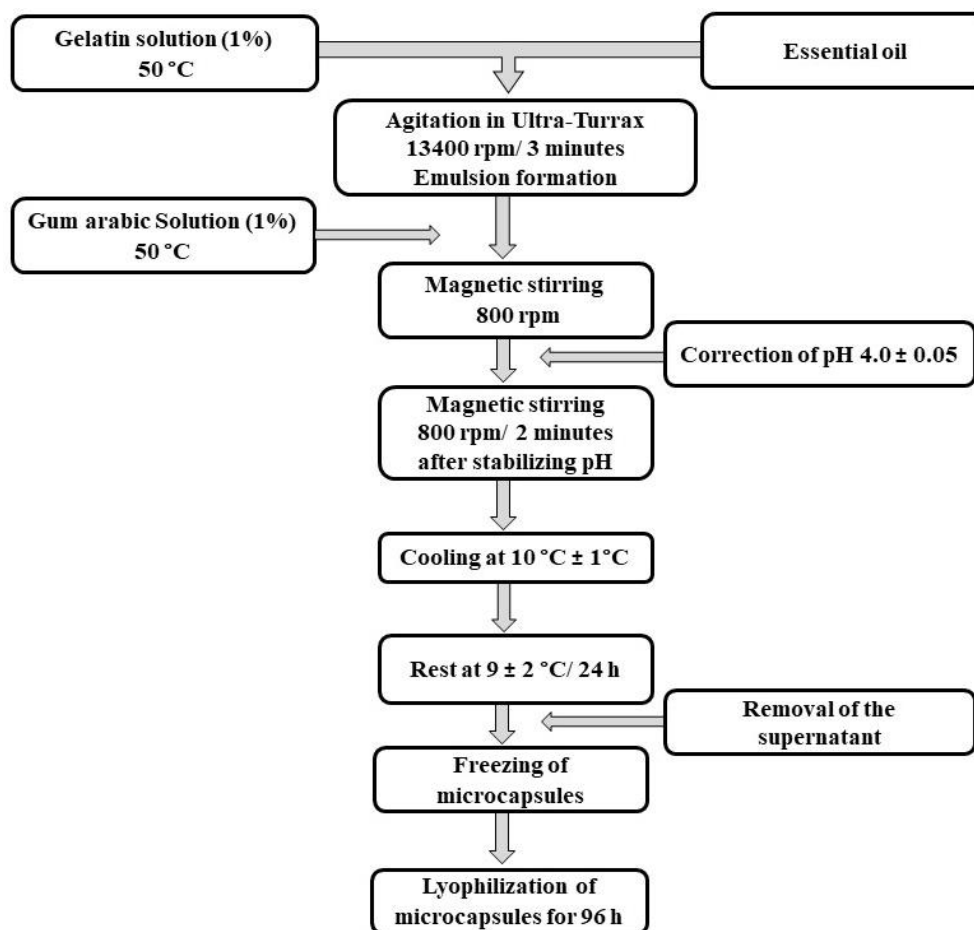 Gelatin solution (1%)
50 °C
Essential oil
Agitation in Ultra-Turrax
13400 rpm/ 3 minutes
Emulsion formation
Gum arabic Solution (1%)
50 °C
Magnetic stirring
800 rpm
Correction of pH 4.0 ± 0.05
Magnetic stirring
800 rpm/ 2 minutes
after stabilizing pH
Cooling at 10 °C ± 1°C
Rest at 9 ± 2 °C/ 24 h
Removal of the
supernatant
Freezing of
microcapsules
Lyophilization of
microcapsules for 96 h